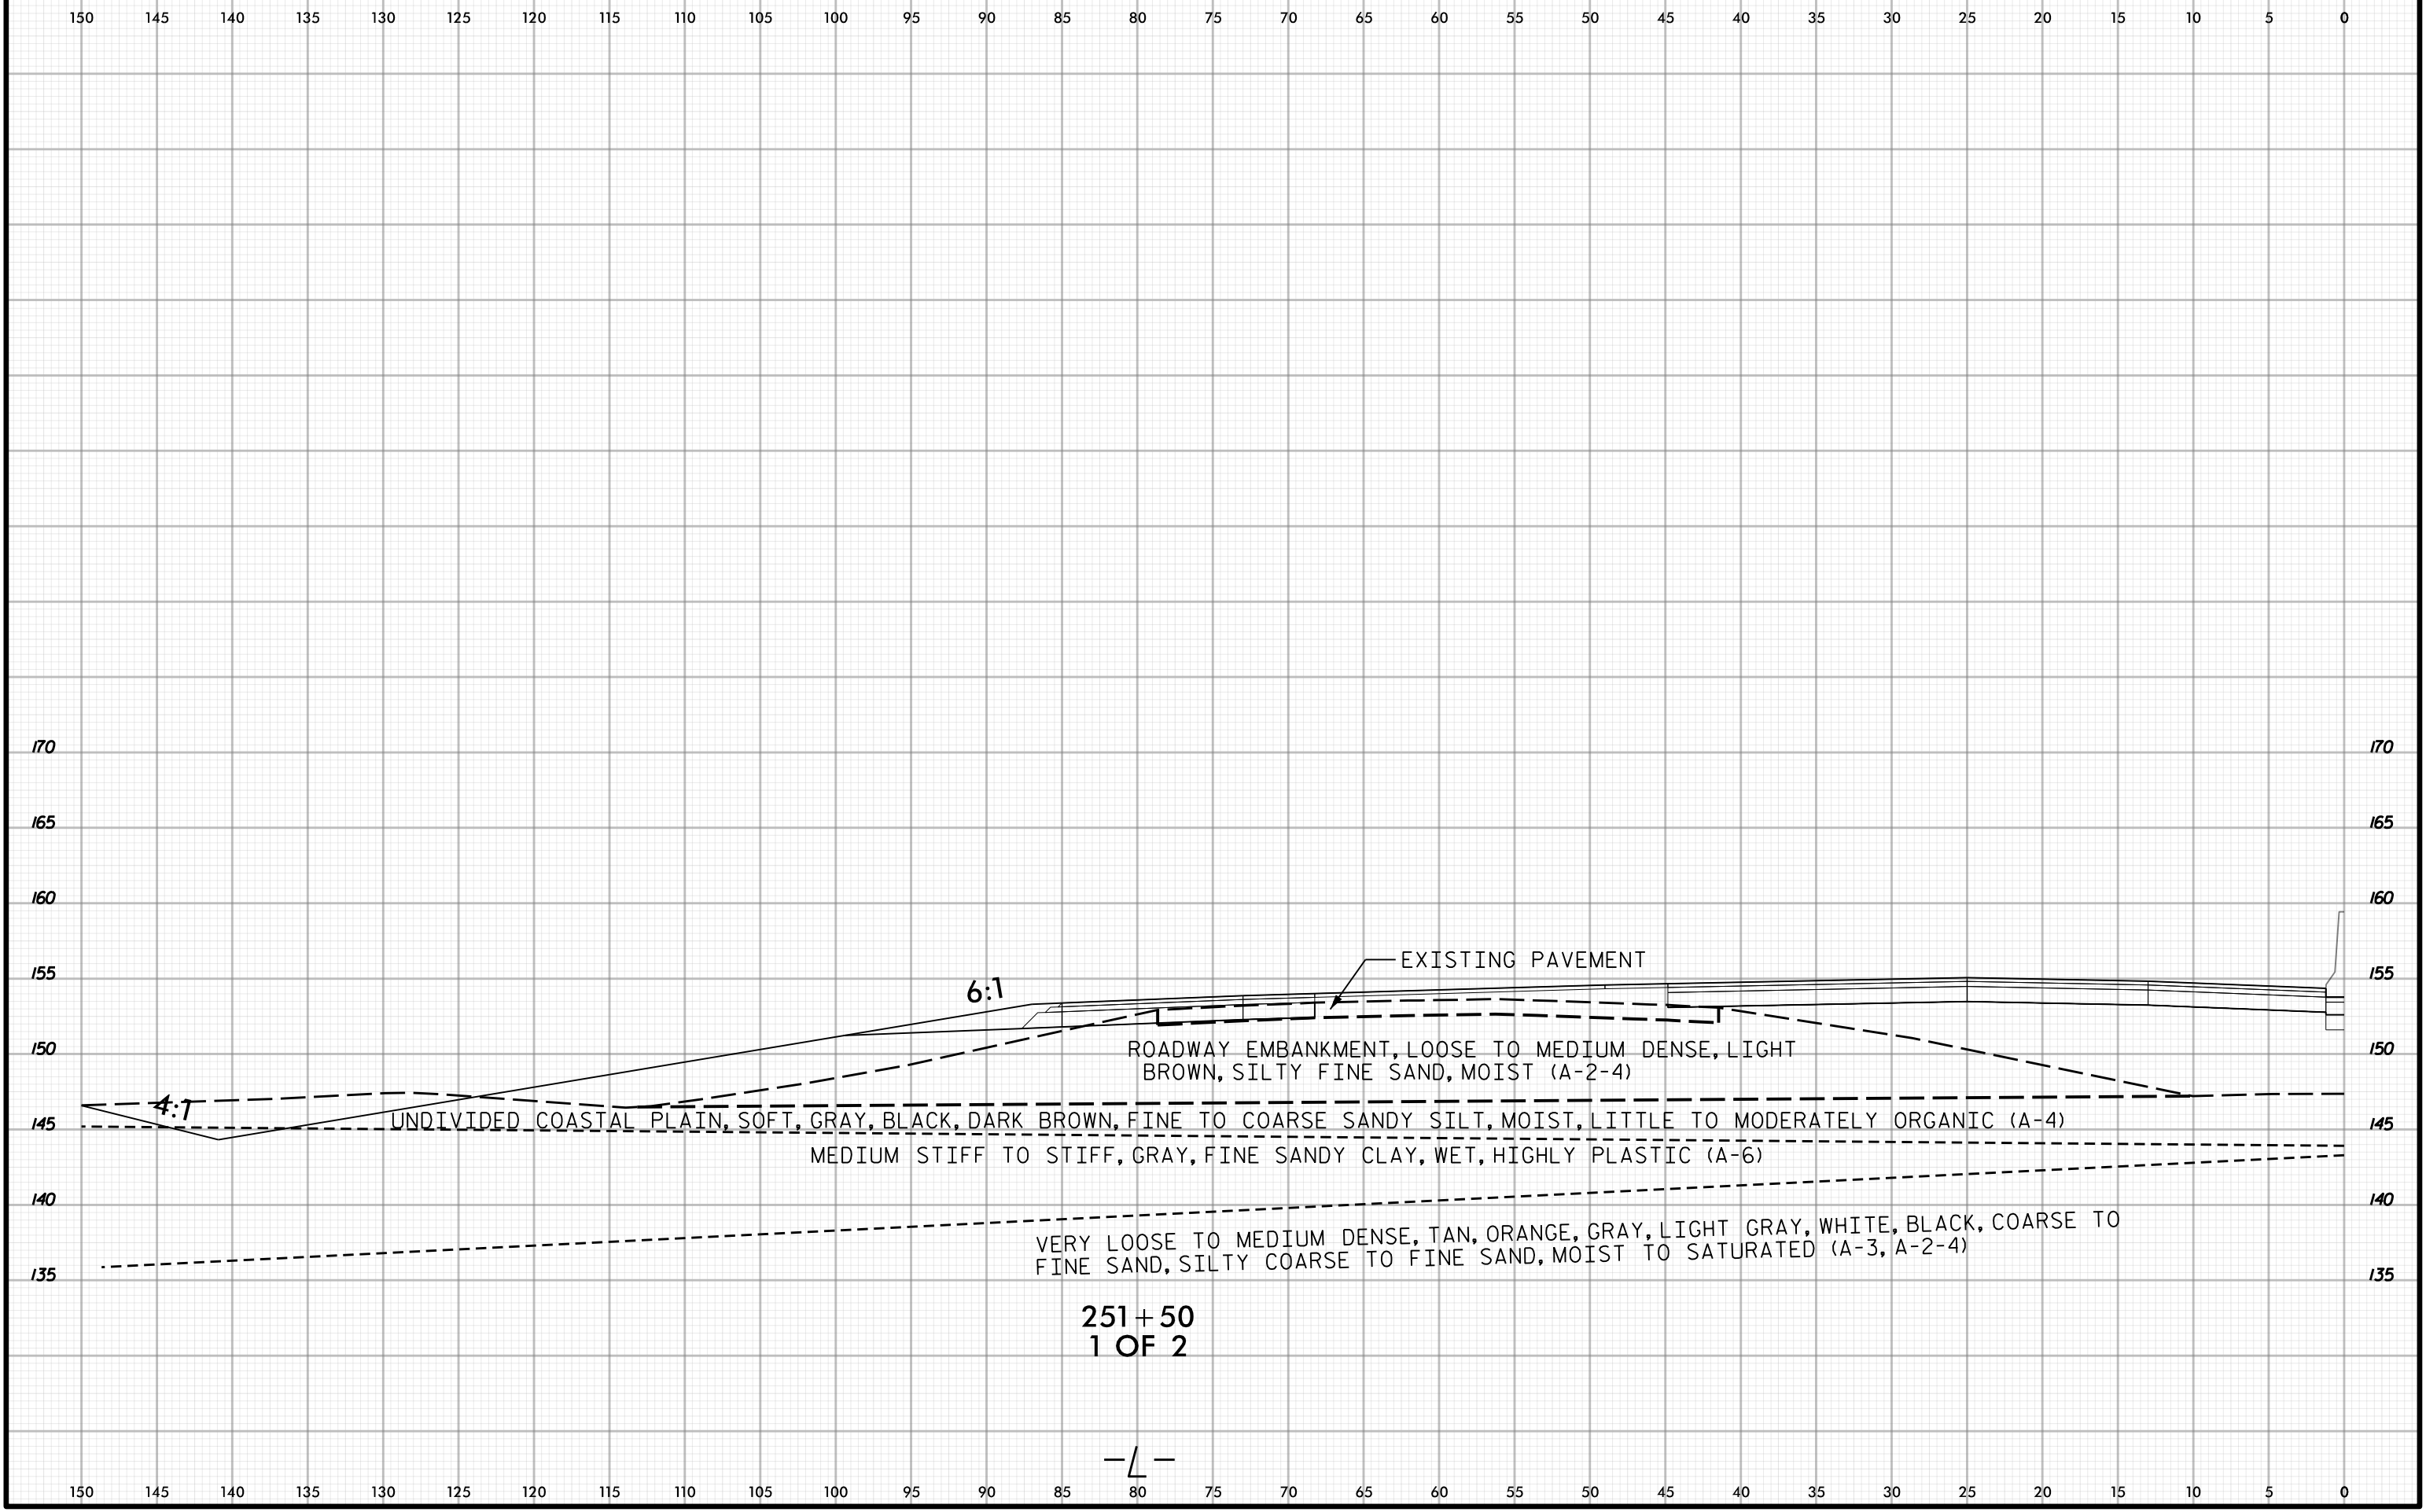 150 145 140 135 130 125 120 115 110 105 100 95 90 85 80 75 70 65 60 55 50 45 40 35 30 25 20 15 10 5 0
170 170
165 165
160 160
EXISTING PAVEMENT
155 155
6:1
150 150
ROADWAY EMBANKMENT, LOOSE TO MEDIUM DENSE, LIGHT
BROWN, SILTY FINE SAND, MOIST (A-2-4)
4:1
UNDIVIDED COASTAL PLAIN, SOFT, GRAY, BLACK, DARK BROWN, FINE TO COARSE SANDY SILT, MOIST, LITTLE TO MODERATELY ORGANIC (A-4)
145 145
MEDIUM STIFF TO STIFF, GRAY, FINE SANDY CLAY, WET, HIGHLY PLASTIC (A-6)
140 140
VERY LOOSE TO MEDIUM DENSE, TAN, ORANGE, GRAY, LIGHT GRAY, WHITE, BLACK, COARSE TO
FINE SAND, SILTY COARSE TO FINE SAND, MOIST TO SATURATED (A-3, A-2-4)
135 135
251+50
1 OF 2
-L-
150 145 140 135 130 125 120 115 110 105 100 95 90 85 80 75 70 65 60 55 50 45 40 35 30 25 20 15 10 5 0